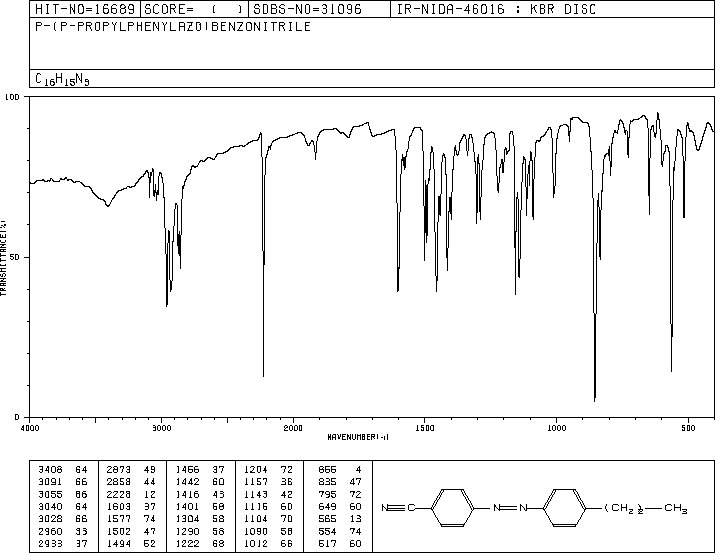 HIT-NO=16689 SCORE= ( ) SDBS-NO=31096 IR-NIDA-46016 : KBR DISC
P-(P-PROPYLPHENYLAZO)BENZONITRILE
C16H15N3
100
50
0
TRANSMITTANCE(%)
4000 3000 2000 1500 1000 500
WAVENUMBER(-1)
3408 64 2873 49 1456 37 1204 72 856 4
3091 66 2858 44 1442 60 1157 36 835 47
3055 66 2228 12 1416 43 1143 42 795 72
3040 64 1603 37 1401 58 1116 60 649 60
3028 66 1577 74 1304 58 1104 70 565 13
2960 33 1502 47 1290 58 1090 58 554 74
2933 37 1494 52 1222 68 1012 66 517 60
N C N N (CH2)2 CH3